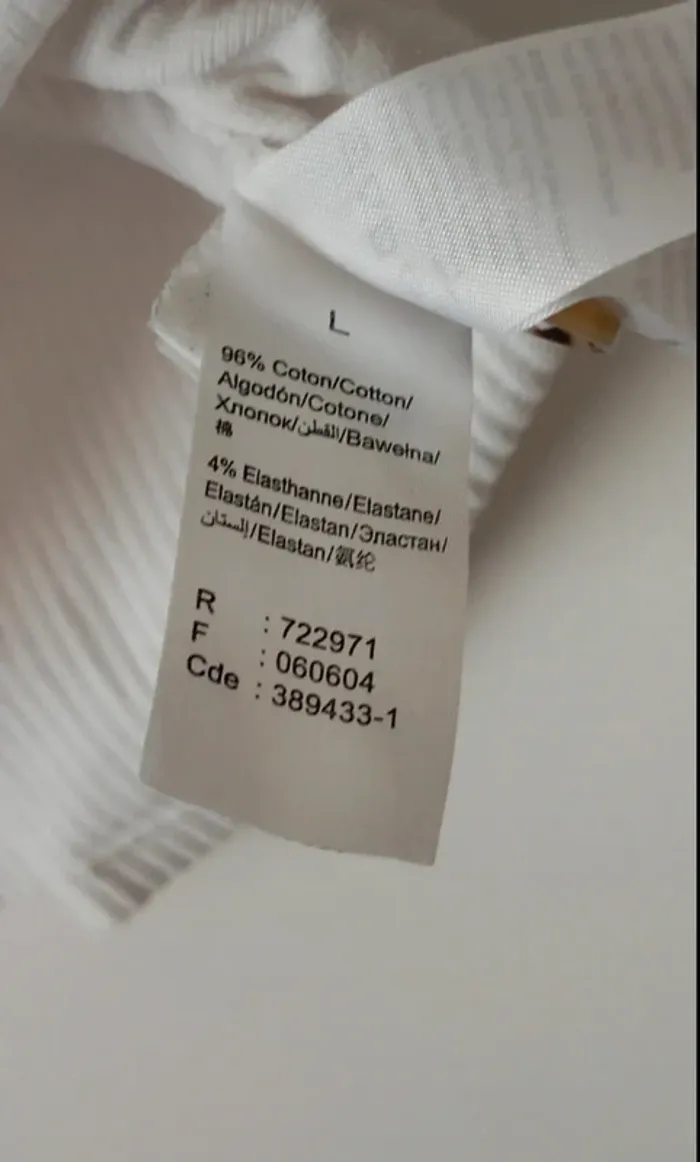 L
96% Coton/Cotton/
Algodón/Cotone/
Хлопок/القطن/Bawełna/
棉
4% Elasthanne/Elastane/
Elastán/Elastan/Эластан/
إلستان/Elastan/氨纶
R : 722971
F : 060604
Cde : 389433-1